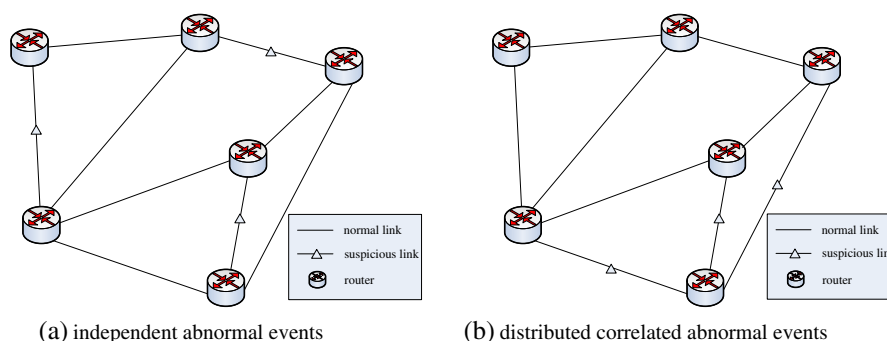 normal link
suspicious link
router
normal link
suspicious lin
router
(a) independent abnormal events
(b) distributed correlated abnormal events